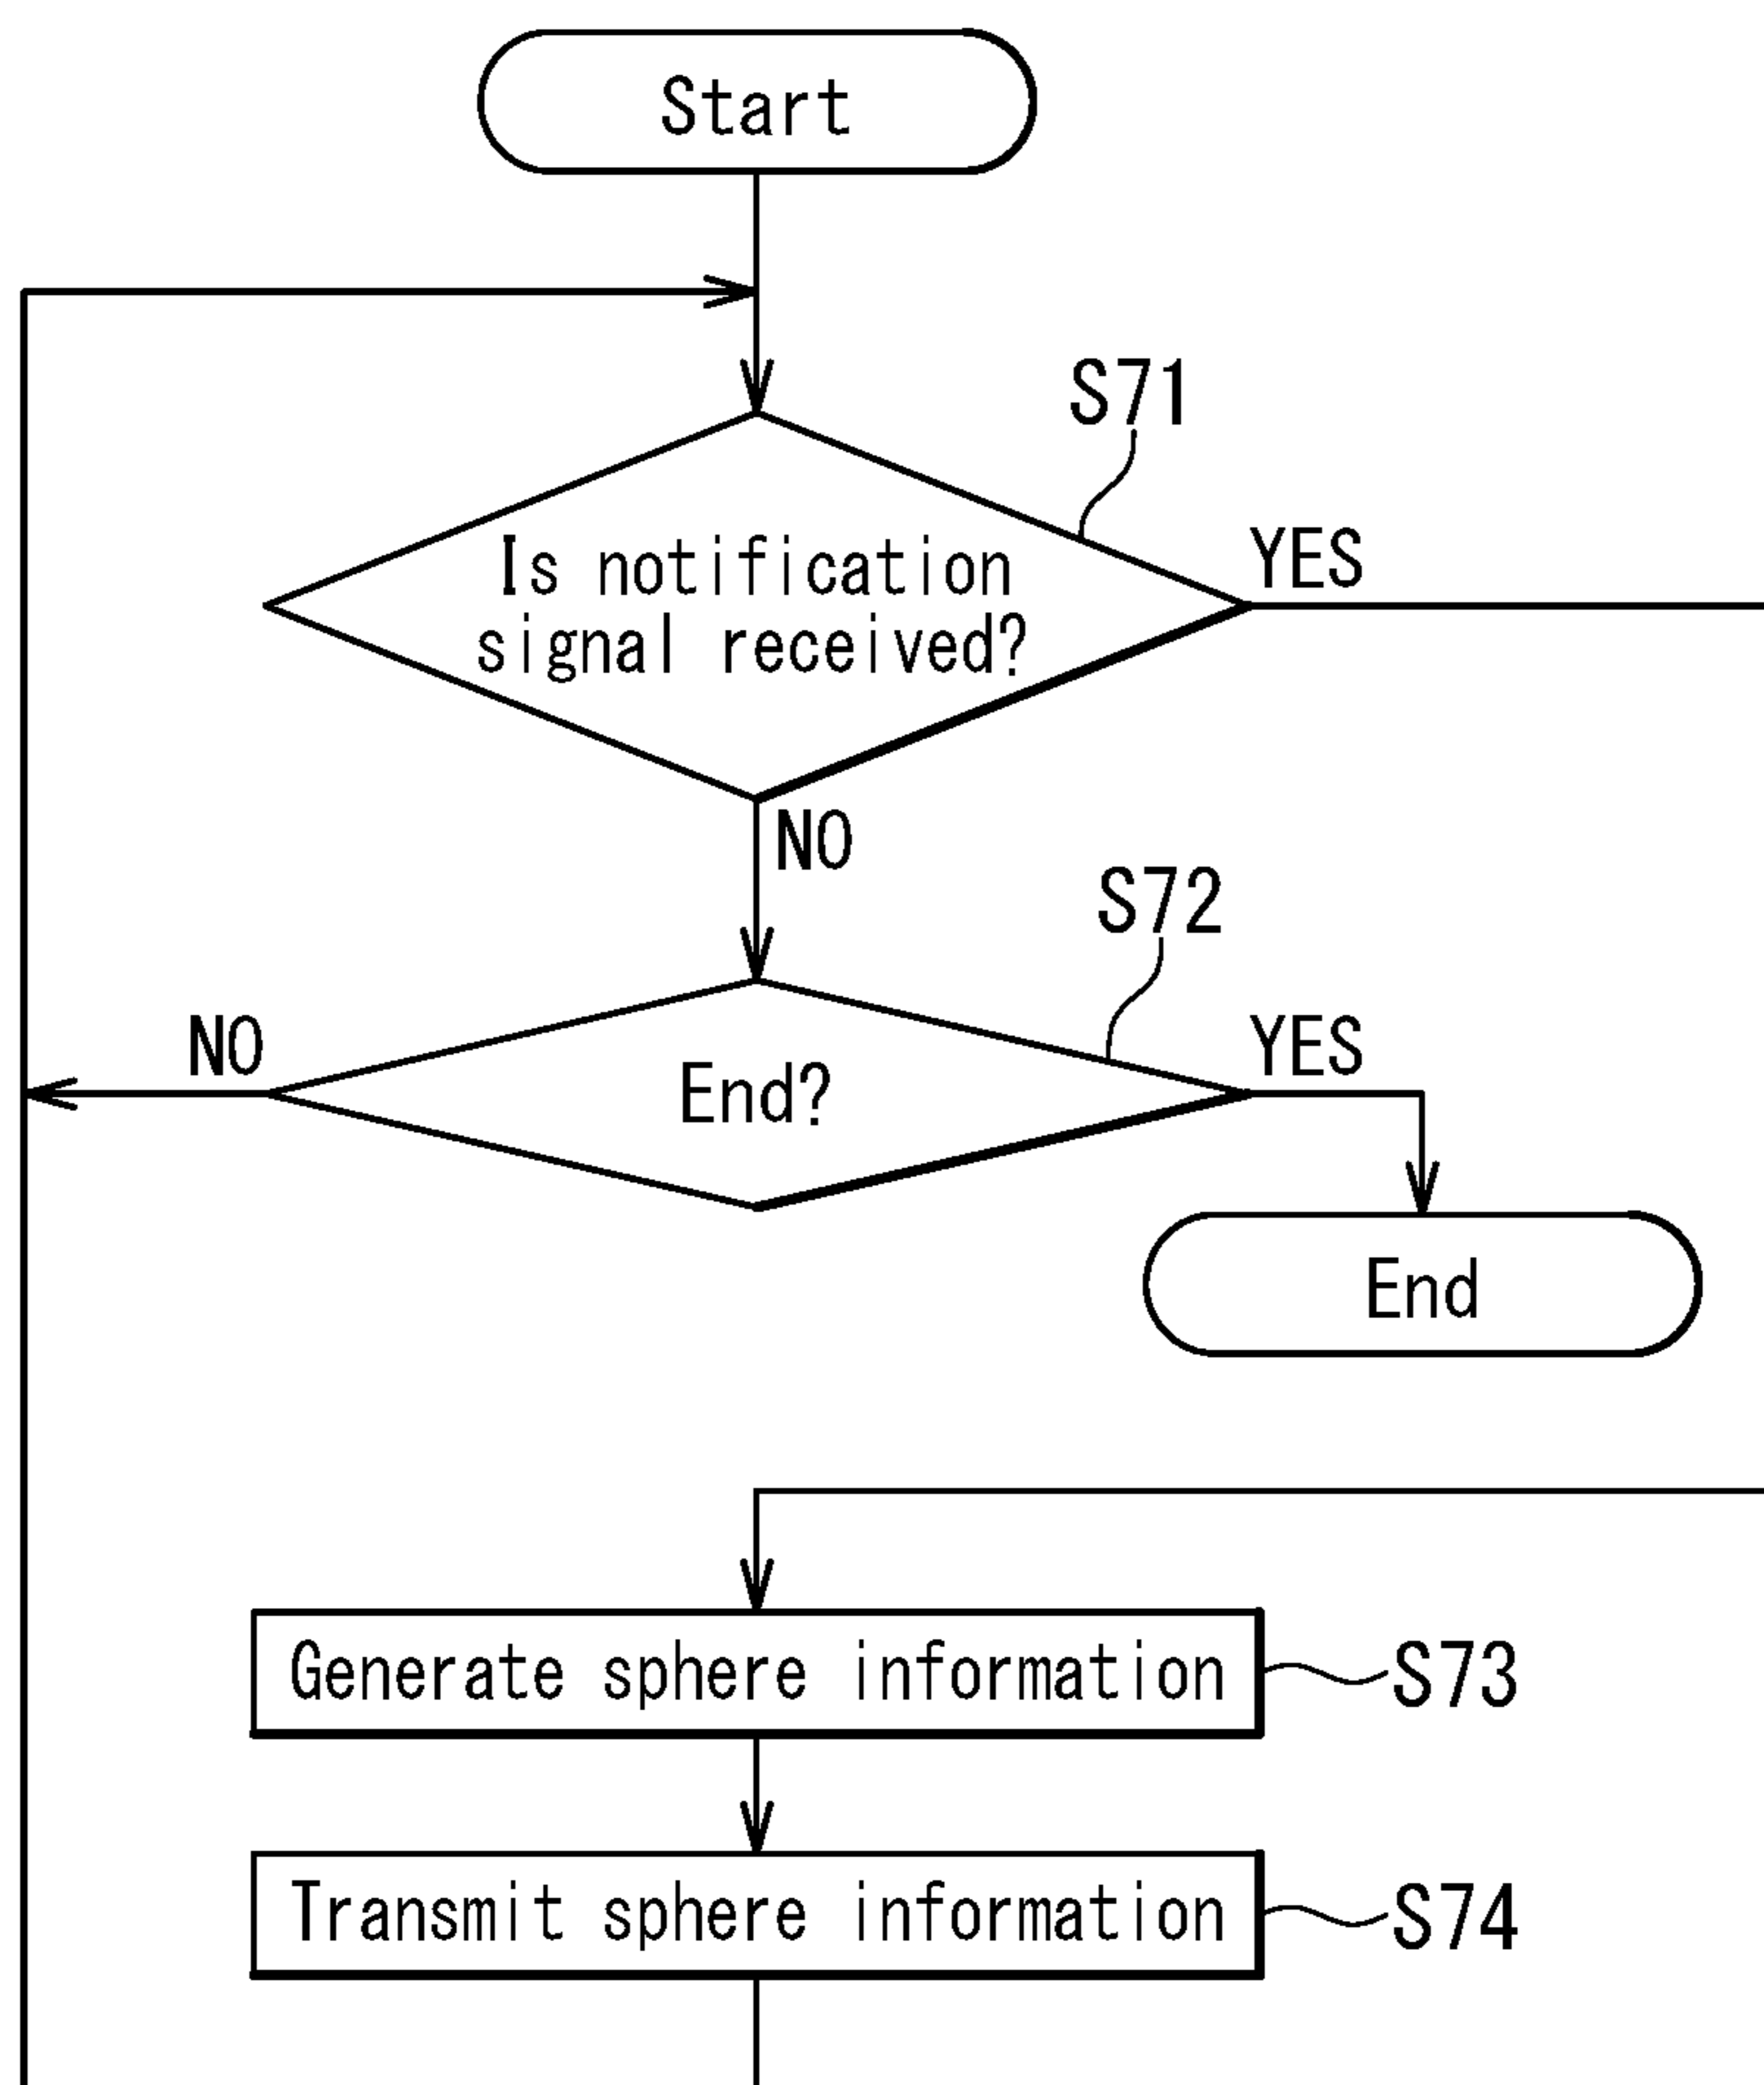 Start
S71
Is notification
signal received?
YES
NO
S72
NO
End?
YES
End
Generate sphere information
S73
Transmit sphere information
S74